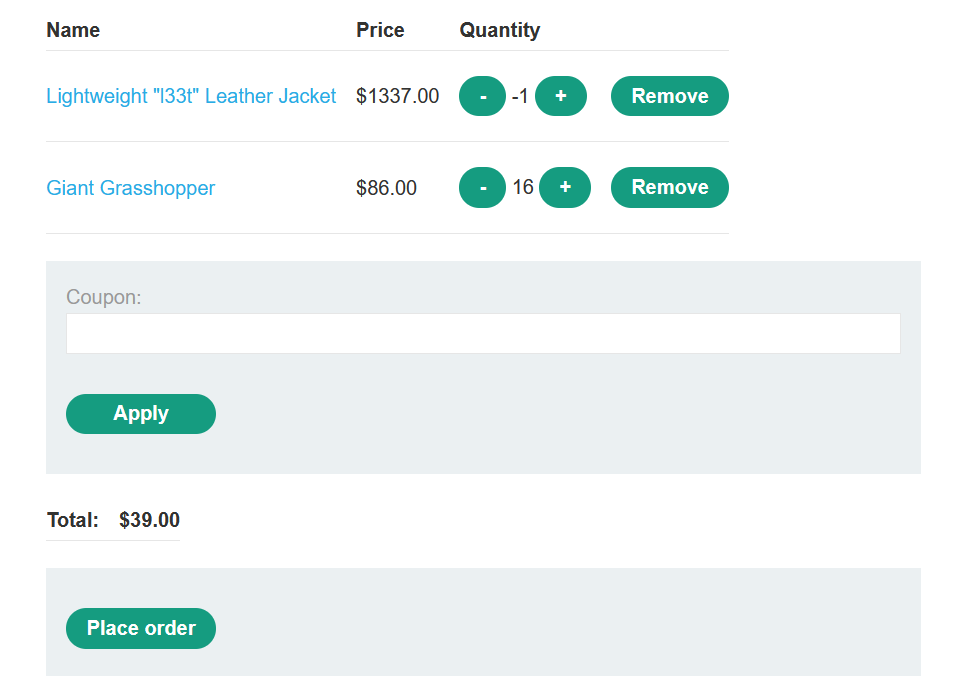 Name Price Quantity
Lightweight "l33t" Leather Jacket $1337.00 - -1 + Remove
Giant Grasshopper $86.00 - 16 + Remove
Coupon:
Apply
Total: $39.00
Place order